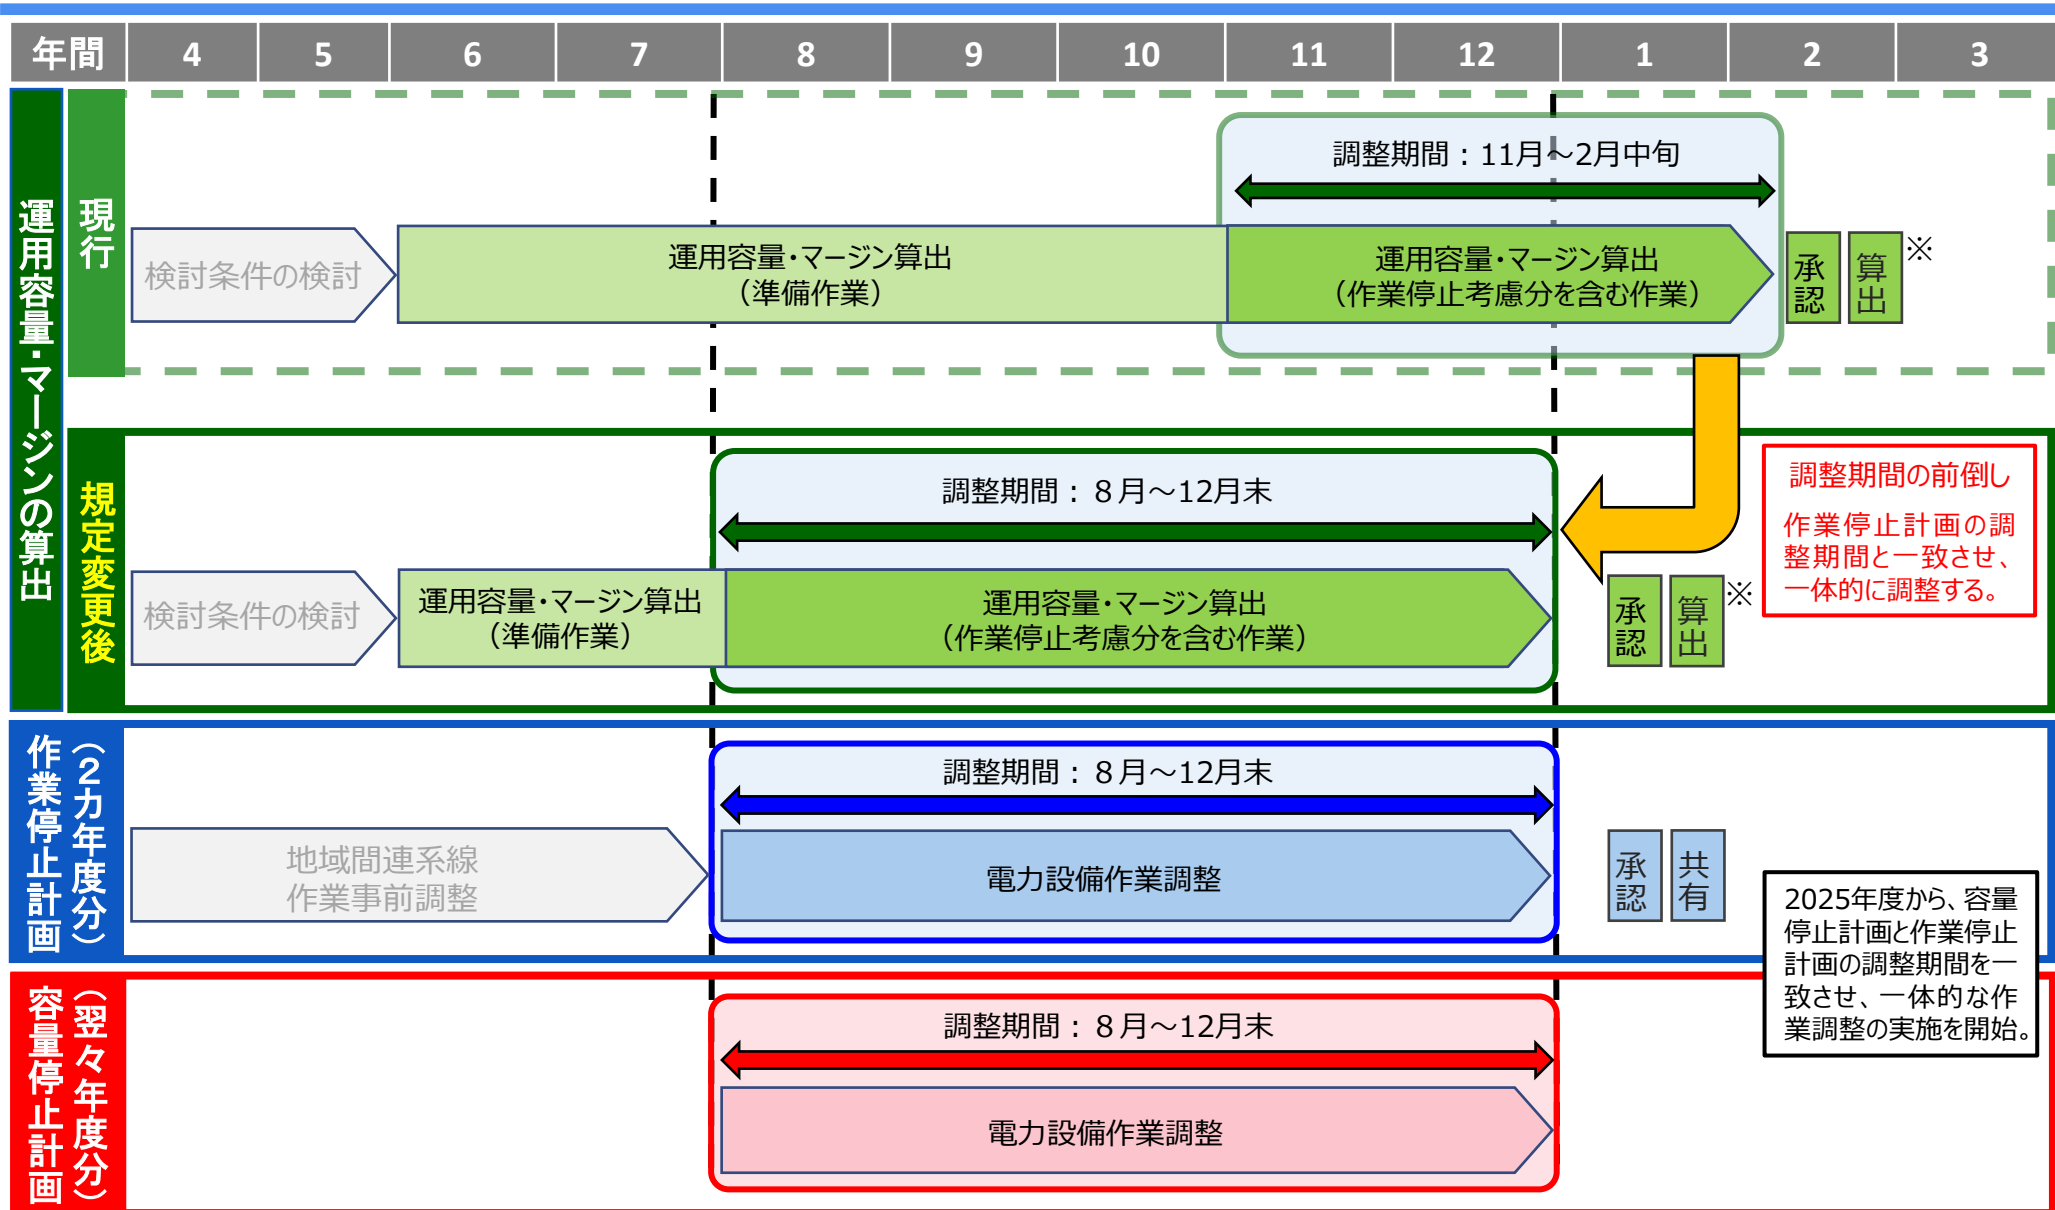 年間 4 5 6 7 8 9 10 11 12 1 2 3
運用容量・マージンの算出
現行
調整期間：11月～2月中旬
検討条件の検討
運用容量・マージン算出
（準備作業）
運用容量・マージン算出
（作業停止考慮分を含む作業）
承認
算出
※
規定変更後
調整期間：８月～12月末
検討条件の検討
運用容量・マージン算出
（準備作業）
運用容量・マージン算出
（作業停止考慮分を含む作業）
承認
算出
※
調整期間の前倒し
作業停止計画の調
整期間と一致させ、
一体的に調整する。
作業停止計画
（２カ年度分）
調整期間：８月～12月末
地域間連系線
作業事前調整
電力設備作業調整
承認
共有
2025年度から、容量
停止計画と作業停止
計画の調整期間を一
致させ、一体的な作
業調整の実施を開始。
容量停止計画
（翌々年度分）
調整期間：８月～12月末
電力設備作業調整